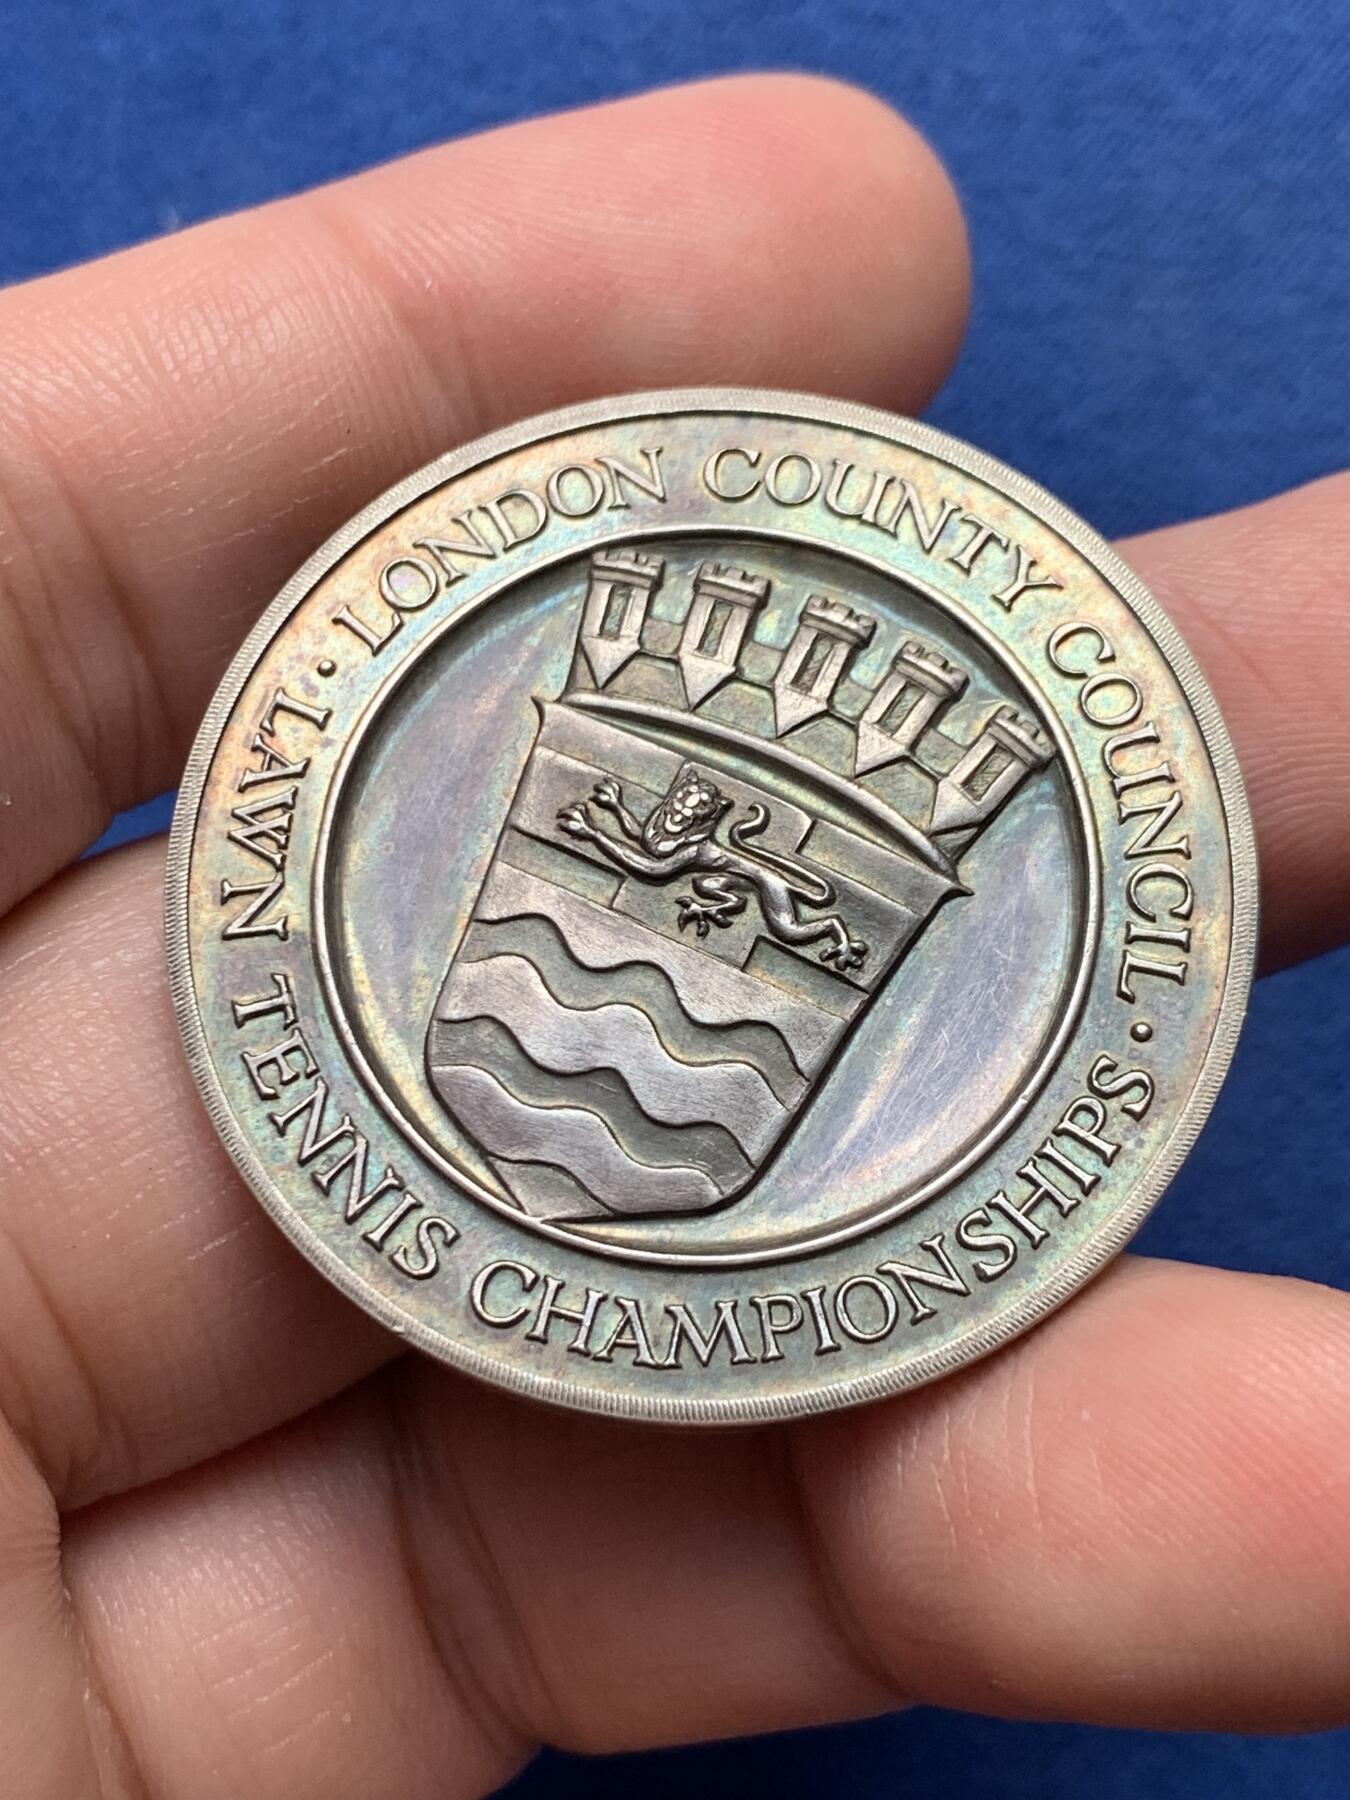 LONDON COUNTY COUNCIL ·
LAWN TENNIS CHAMPIONSHIPS ·